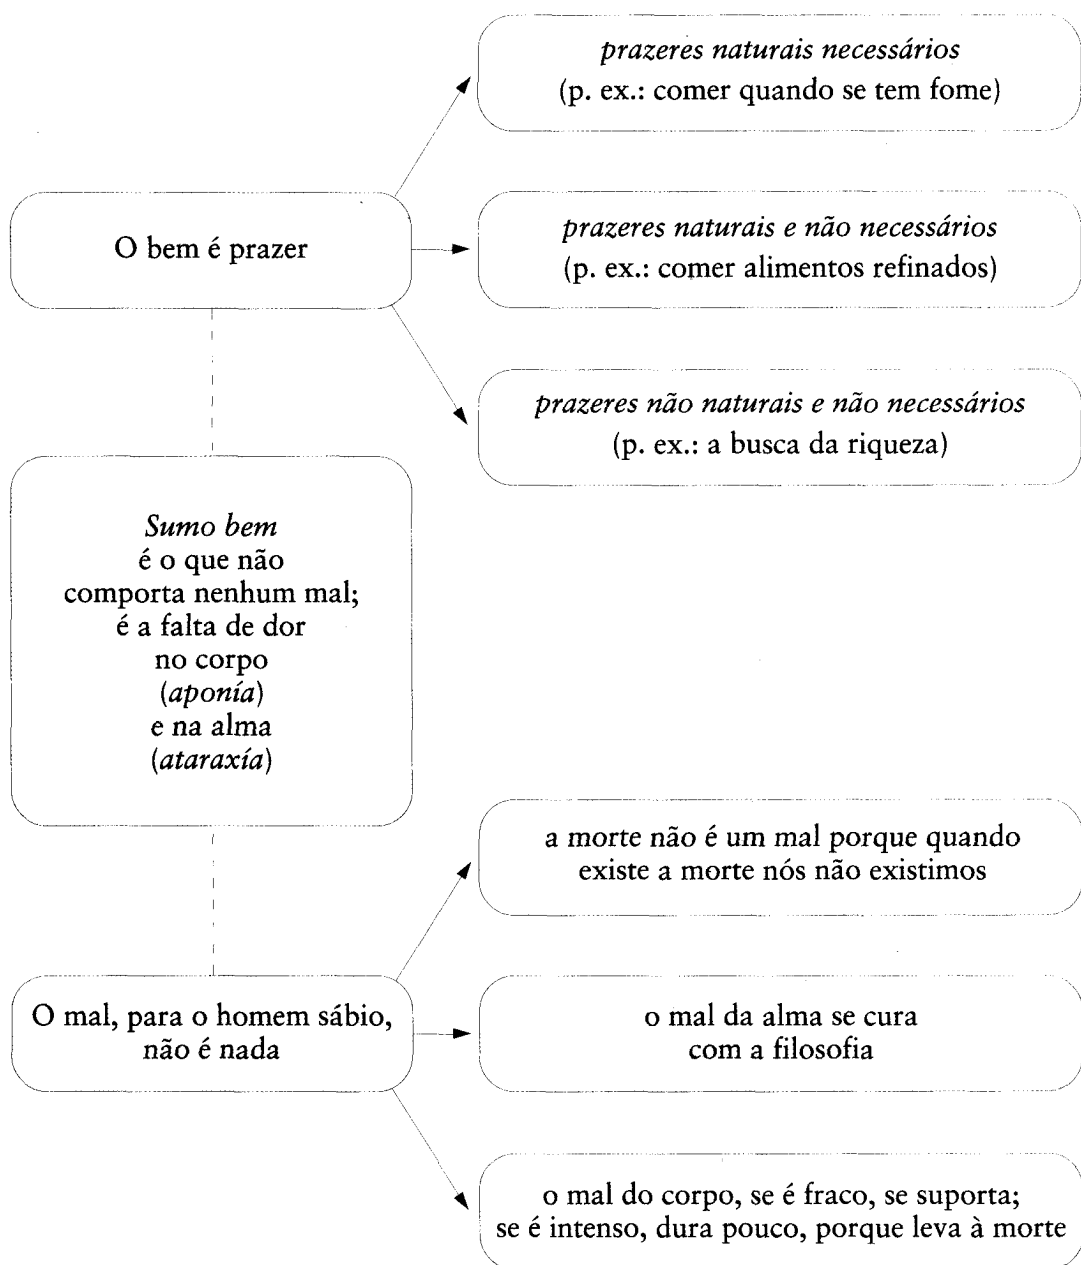 prazeres naturais necessários
(p. ex.: comer quando se tem fome)
O bem é prazer
prazeres naturais e não necessários
(p. ex.: comer alimentos refinados)
prazeres não naturais e não necessários
(p. ex.: a busca da riqueza)
Sumo bem
é o que não
comporta nenhum mal;
é a falta de dor
no corpo
(aponía)
e na alma
(ataraxía)
a morte não é um mal porque quando
existe a morte nós não existimos
O mal, para o homem sábio,
não é nada
o mal da alma se cura
com a filosofia
o mal do corpo, se é fraco, se suporta;
se é intenso, dura pouco, porque leva à morte